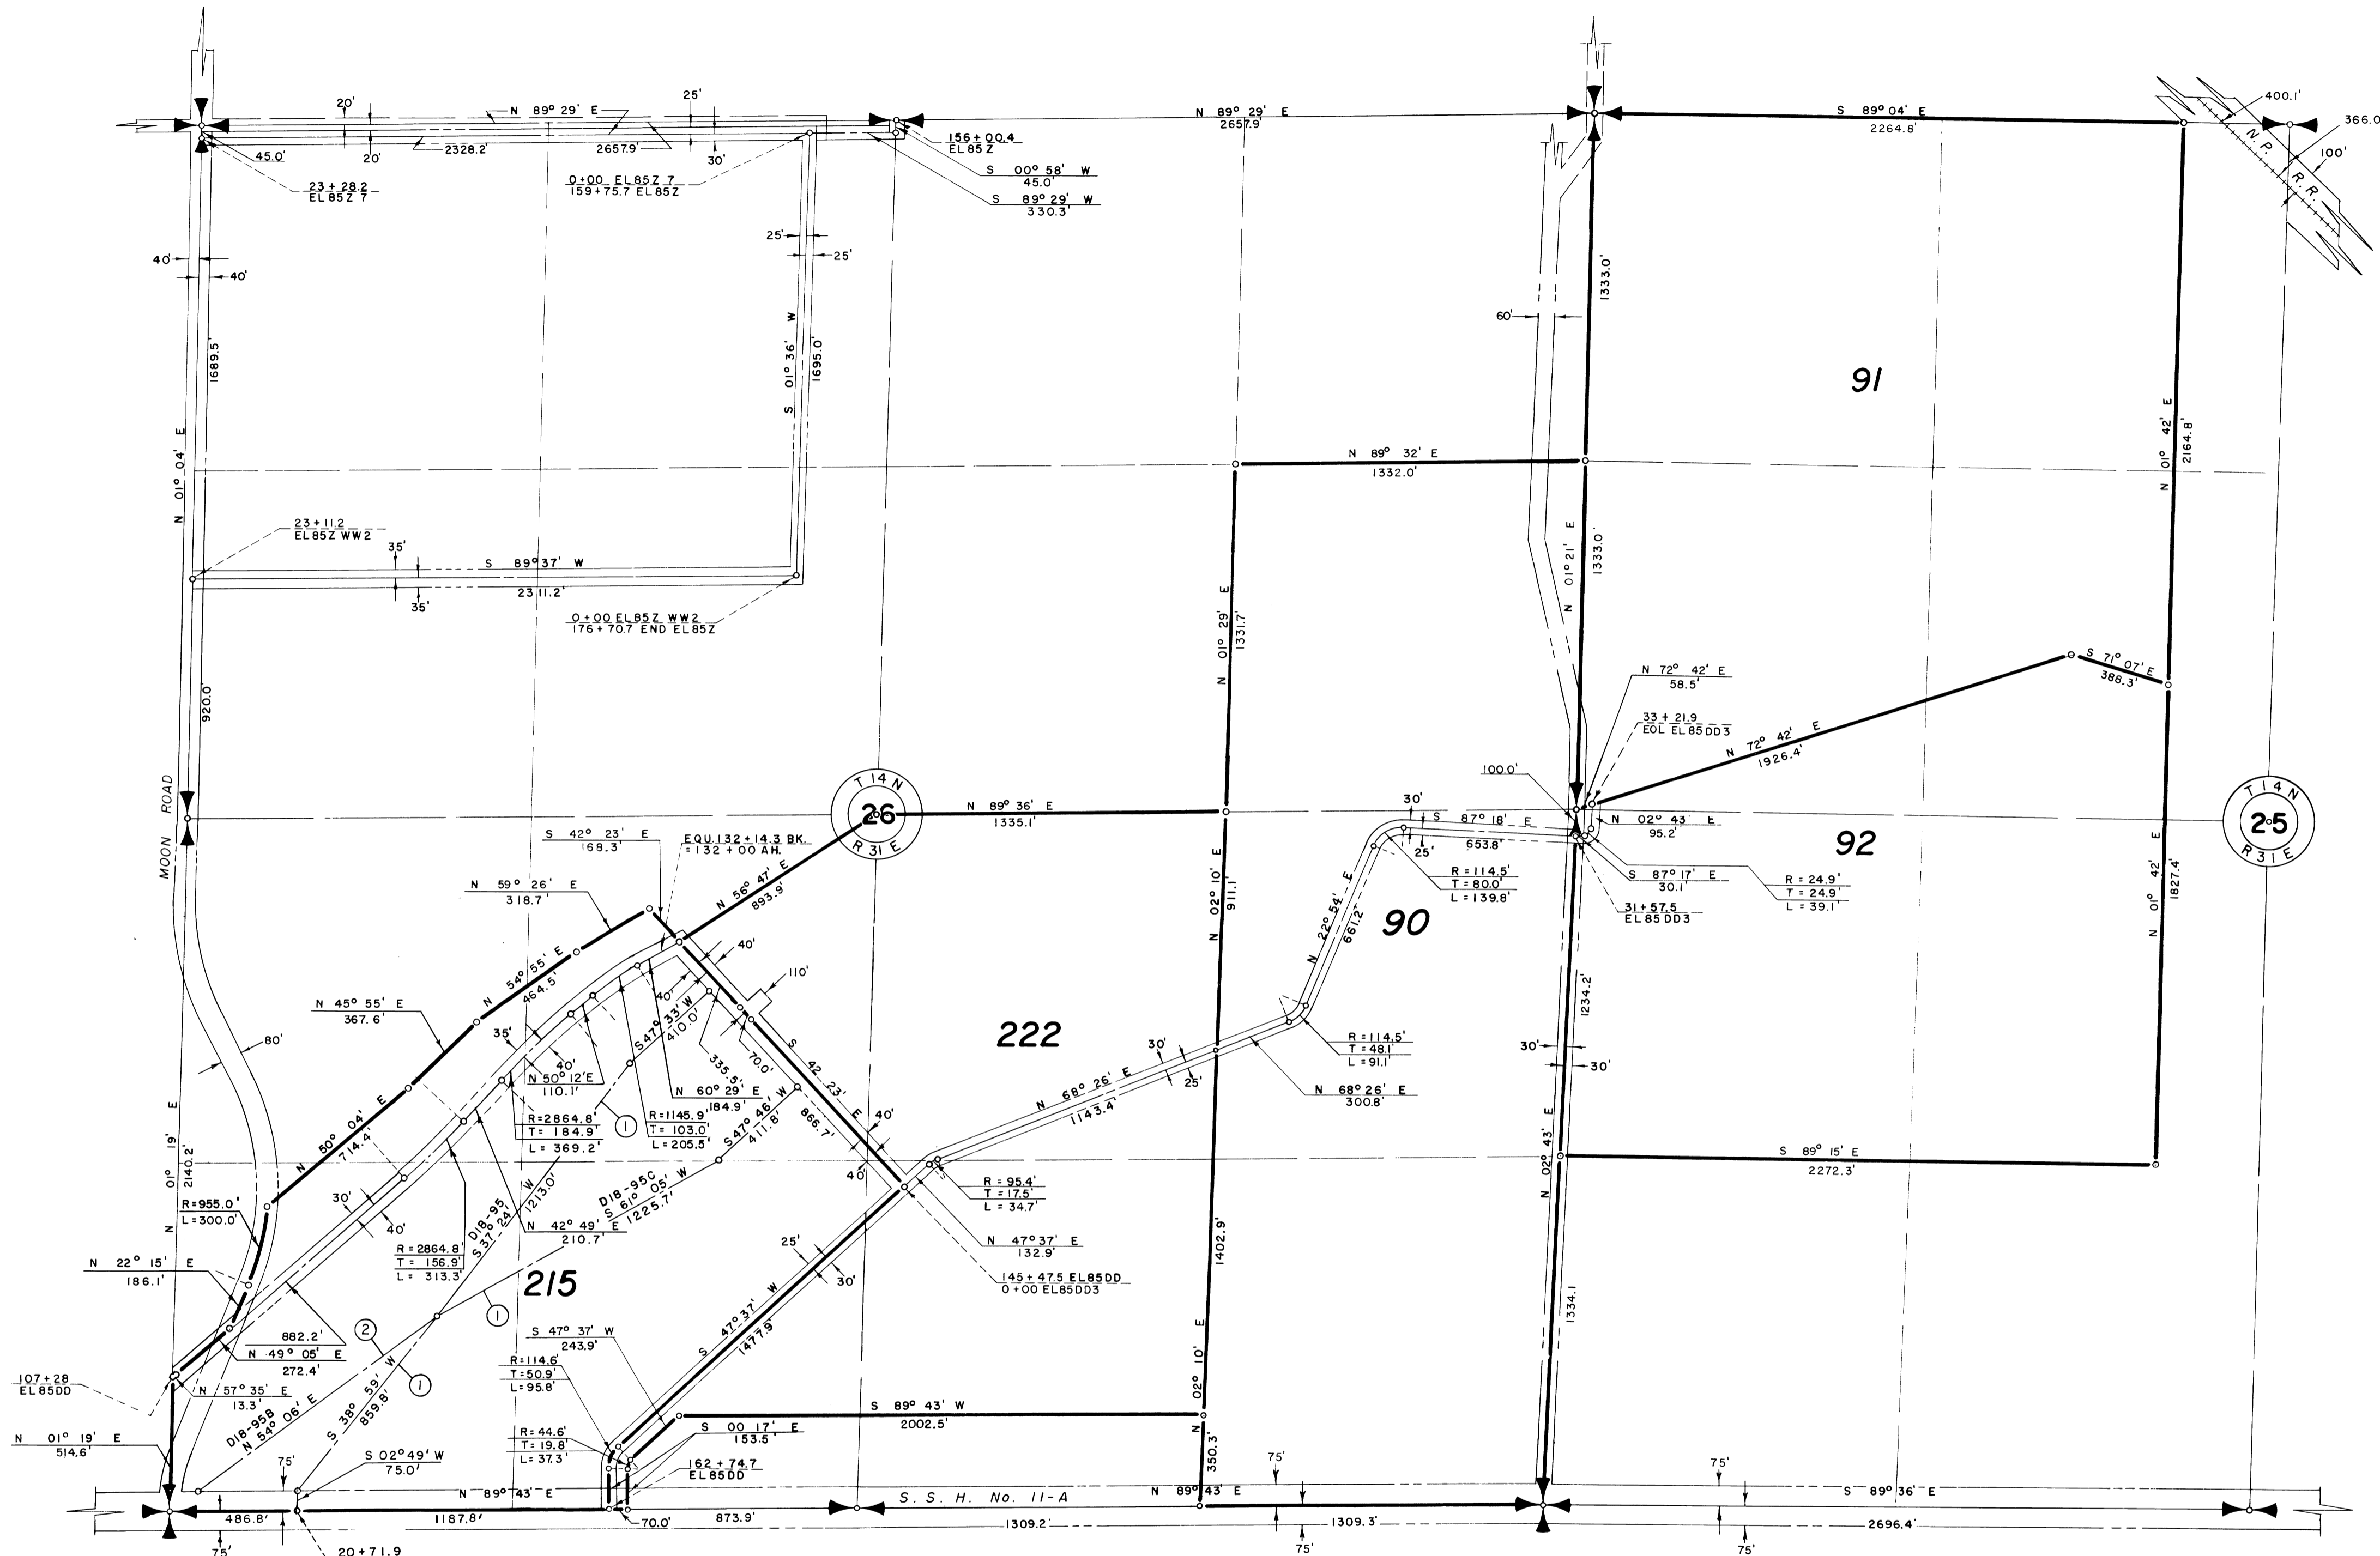 20'
N 89° 29' E
25'
N 89° 29' E
2657.9'
S 89° 04' E
2264.8'
400.1'
366.0
100'
N. P. R. R.
45.0'
20'
2328.2'
2657.9'
30'
156+00.4
EL85Z
S 00° 58' W
45.0'
S 89° 29' W
330.3'
23+28.2
EL85Z 7
0+00 EL85Z 7
159+75.7 EL85Z
40'
40'
25'
25'
60'
1333.0'
1689.5'
N 01° 04' E
S 01° 36' W
1695.0'
91
N 01° 42' E
2164.8'
N 89° 32' E
1332.0'
23+11.2
EL85Z WW2
35'
S 89° 37' W
2311.2'
35'
0+00 EL85Z WW2
176+70.7 END EL85Z
N 01° 21' E
1333.0'
N 01° 29' E
1331.7'
920.0'
N 72° 42' E
58.5'
S 71° 07' E
388.3'
33+21.9
EOL EL85DD3
N 72° 42' E
1926.4'
MOON ROAD
T 14 N
26
R 31 E
N 89° 36' E
1335.1'
100.0'
30'
S 87° 18' E
25'
653.8'
N 02° 43' E
95.2'
92
T 14 N
25
R 31 E
S 42° 23' E
168.3'
EQU.132+14.3 BK.
=132+00 AH.
N 56° 47' E
893.9'
N 59° 26' E
318.7'
R=114.5'
T=80.0'
L=139.8'
S 87° 17' E
30.1'
R=24.9'
T=24.9'
L=39.1'
31+57.5
EL85DD3
N 02° 10' E
911.1'
N 22° 54' E
661.2'
90
N 01° 42' E
1827.4'
N 54° 55' E
464.5'
N 45° 55' E
367.6'
40'
110'
40'
S 47° 33' W
410.0'
335.5'
70.0'
222
S 42° 23' E
866.7'
80'
35'
40'
N 50° 12' E
110.1'
N 60° 29' E
184.9'
1234.2'
30'
30'
R=114.5'
T=48.1'
L=91.1'
30'
25'
N 68° 26' E
300.8'
N 68° 26' E
1143.4'
R=2864.8'
T=184.9'
L=369.2'
1
R=1145.9'
T=103.0'
L=205.5'
S 47° 46' W
411.8'
40'
40'
N 50° 04' E
714.4'
N 01° 19' E
2140.2'
N 02° 43' E
S 89° 15' E
2272.3'
D18-95C
S 61° 05' W
1225.7'
R=95.4'
T=17.5'
L=34.7'
R=955.0'
L=300.0'
30'
40'
D18-95
S 37° 24' W
1213.0'
N 42° 49' E
210.7'
R=2864.8'
T=156.9'
L=313.3'
N 47° 37' E
132.9'
145+47.5 EL85DD
0+00 EL85DD3
1402.9'
N 22° 15' E
186.1'
25'
30'
215
1
1334.1
882.2'
N 49° 05' E
272.4'
2
1
S 47° 37' W
1477.9'
S 47° 37' W
243.9'
R=114.6'
T=50.9'
L=95.8'
107+28
EL85DD
N 57° 35' E
13.3'
D18-95B
N 54° 06' E
S 38° 59' W
859.8'
N 02° 10' E
S 89° 43' W
2002.5'
N 01° 19' E
514.6'
R=44.6'
T=19.8'
L=37.3'
S 00 17' E
153.5'
S 02° 49' W
75.0'
162+74.7
EL85DD
350.3'
75'
N 89° 43' E
S. S. H. No. 11-A
N 89° 43' E
75'
75'
S 89° 36' E
486.8'
1187.8'
70.0'
873.9'
1309.2'
1309.3'
2696.4'
75'
20+71.9
75'
75'